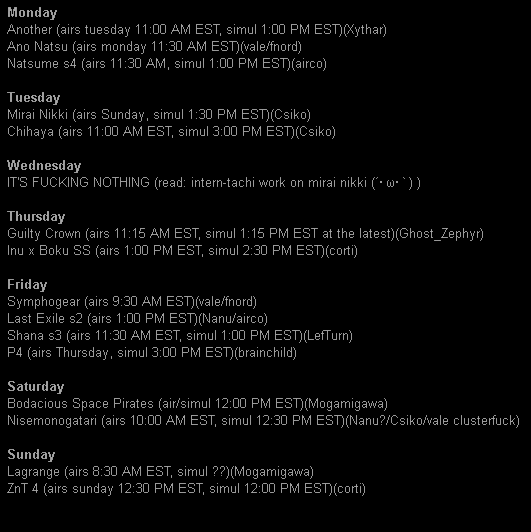 Monday
Another (airs tuesday 11:00 AM EST, simul 1:00 PM EST)(Xythar)
Ano Natsu (airs monday 11:30 AM EST)(vale/fnord)
Natsume s4 (airs 11:30 AM, simul 1:00 PM EST)(airco)
Tuesday
Mirai Nikki (airs Sunday, simul 1:30 PM EST)(Csiko)
Chihaya (airs 11:00 AM EST, simul 3:00 PM EST)(Csiko)
Wednesday
IT'S FUCKING NOTHING (read: intern-tachi work on mirai nikki (´･ω･`) )
Thursday
Guilty Crown (airs 11:15 AM EST, simul 1:15 PM EST at the latest)(Ghost_Zephyr)
Inu x Boku SS (airs 1:00 PM EST, simul 2:30 PM EST)(corti)
Friday
Symphogear (airs 9:30 AM EST)(vale/fnord)
Last Exile s2 (airs 1:00 PM EST)(Nanu/airco)
Shana s3 (airs 11:30 AM EST, simul 1:00 PM EST)(LefTurn)
P4 (airs Thursday, simul 3:00 PM EST)(brainchild)
Saturday
Bodacious Space Pirates (air/simul 12:00 PM EST)(Mogamigawa)
Nisemonogatari (airs 10:00 AM EST, simul 12:30 PM EST)(Nanu?/Csiko/vale clusterfuck)
Sunday
Lagrange (airs 8:30 AM EST, simul ??)(Mogamigawa)
ZnT 4 (airs sunday 12:30 PM EST, simul 12:00 PM EST)(corti)